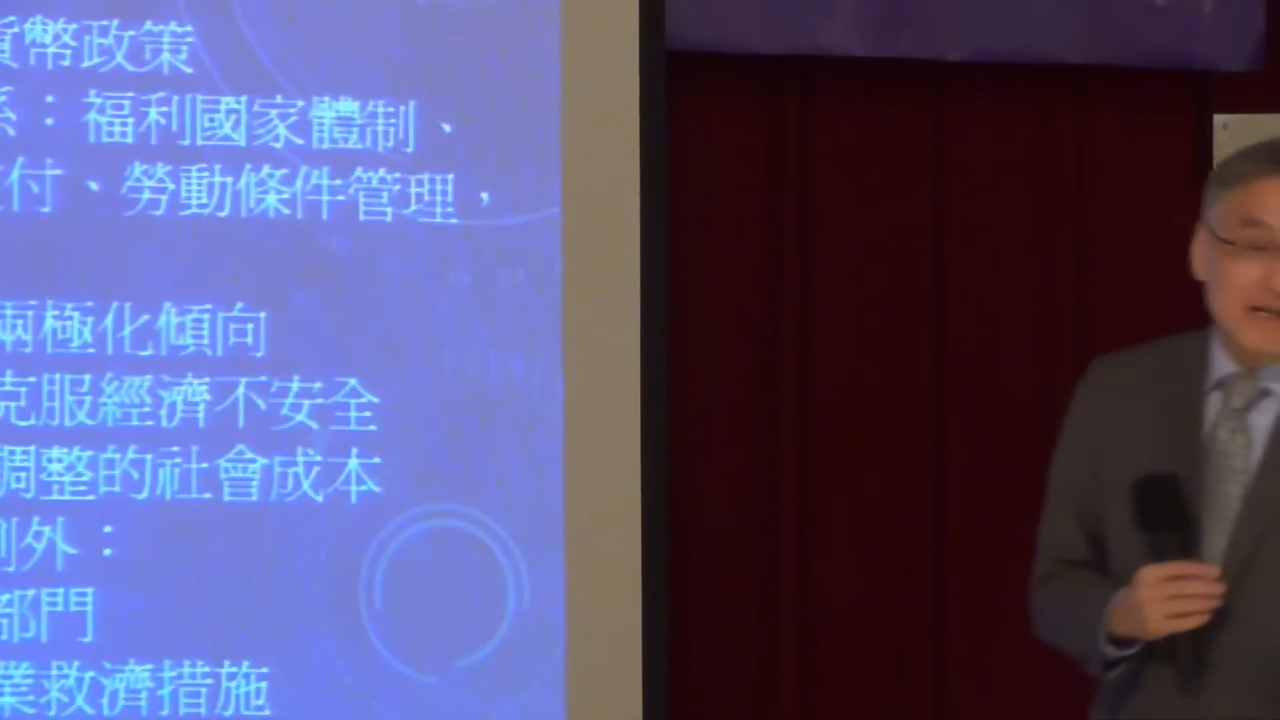 貨幣政策
係：福利國家體制、
付、勞動條件管理，
兩極化傾向
克服經濟不安全
調整的社會成本
例外：
部門
業救濟措施